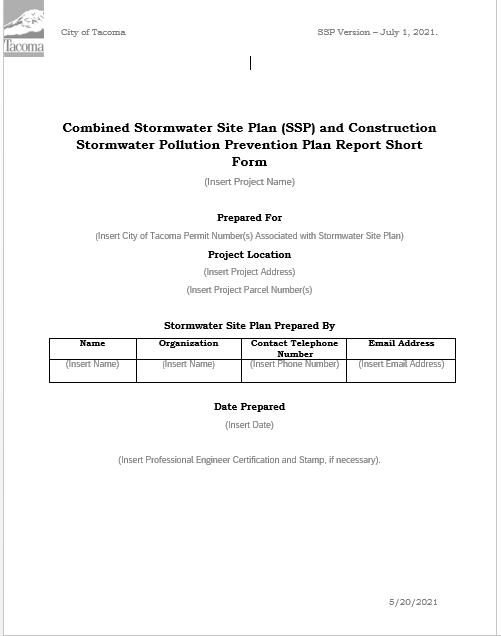 Tacoma
City of Tacoma SSP Version – July 1, 2021.
Combined Stormwater Site Plan (SSP) and Construction
Stormwater Pollution Prevention Plan Report Short
Form
(Insert Project Name)
Prepared For
(Insert City of Tacoma Permit Number(s) Associated with Stormwater Site Plan)
Project Location
(Insert Project Address)
(Insert Project Parcel Number(s)
Stormwater Site Plan Prepared By
Name Organization Contact Telephone Email Address
Number
(Insert Name) (Insert Name) (Insert Phone Number) (Insert Email Address)
Date Prepared
(Insert Date)
(Insert Professional Engineer Certification and Stamp, if necessary).
5/20/2021